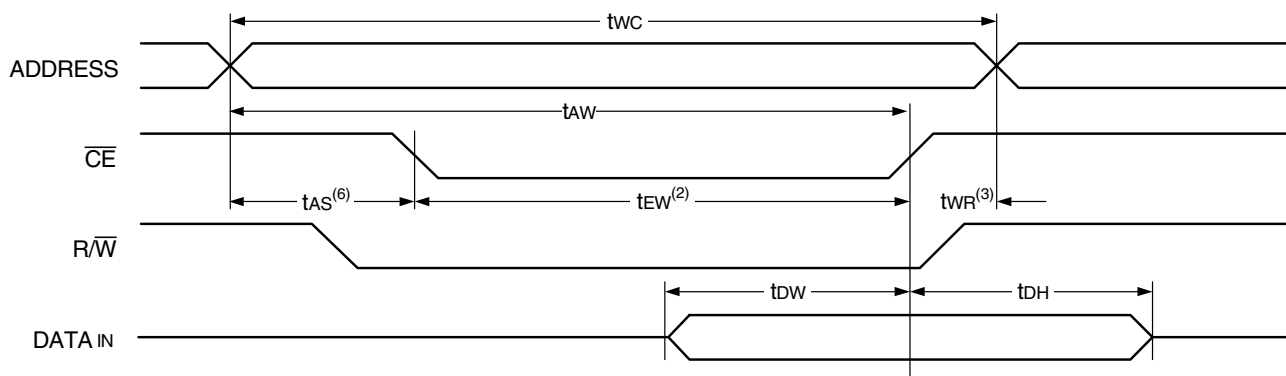 tWC
ADDRESS
tAW
CE
tAS(6)
tEW(2)
tWR(3)
R/W
tDW
tDH
DATA IN